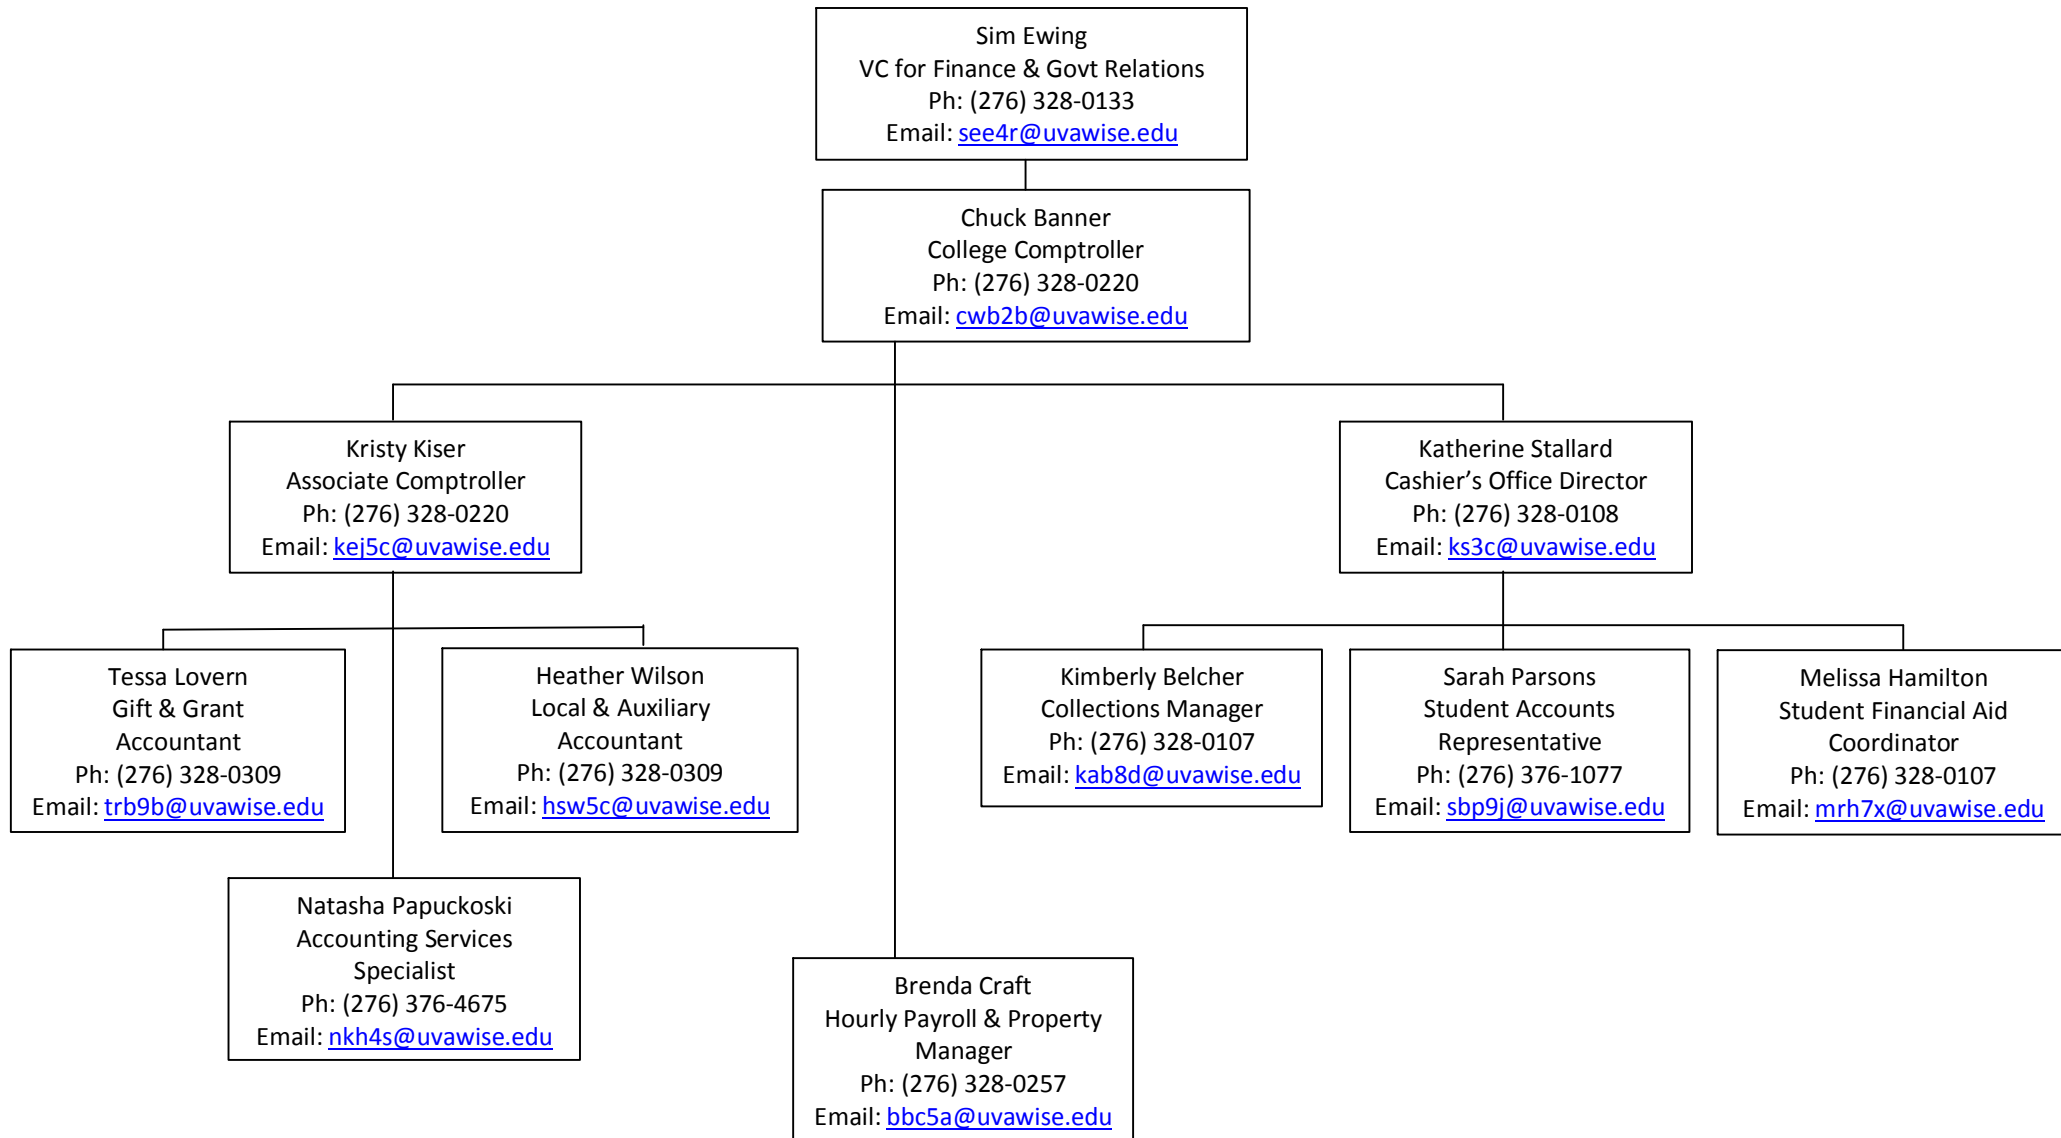 Sim Ewing
VC for Finance & Govt Relations
Ph: (276) 328-0133
Email: see4r@uvawise.edu
Chuck Banner
College Comptroller
Ph: (276) 328-0220
Email: cwb2b@uvawise.edu
Kristy Kiser
Associate Comptroller
Ph: (276) 328-0220
Email: kej5c@uvawise.edu
Katherine Stallard
Cashier’s Office Director
Ph: (276) 328-0108
Email: ks3c@uvawise.edu
Tessa Lovern
Gift & Grant
Accountant
Ph: (276) 328-0309
Email: trb9b@uvawise.edu
Heather Wilson
Local & Auxiliary
Accountant
Ph: (276) 328-0309
Email: hsw5c@uvawise.edu
Kimberly Belcher
Collections Manager
Ph: (276) 328-0107
Email: kab8d@uvawise.edu
Sarah Parsons
Student Accounts
Representative
Ph: (276) 376-1077
Email: sbp9j@uvawise.edu
Melissa Hamilton
Student Financial Aid
Coordinator
Ph: (276) 328-0107
Email: mrh7x@uvawise.edu
Natasha Papuckoski
Accounting Services
Specialist
Ph: (276) 376-4675
Email: nkh4s@uvawise.edu
Brenda Craft
Hourly Payroll & Property
Manager
Ph: (276) 328-0257
Email: bbc5a@uvawise.edu